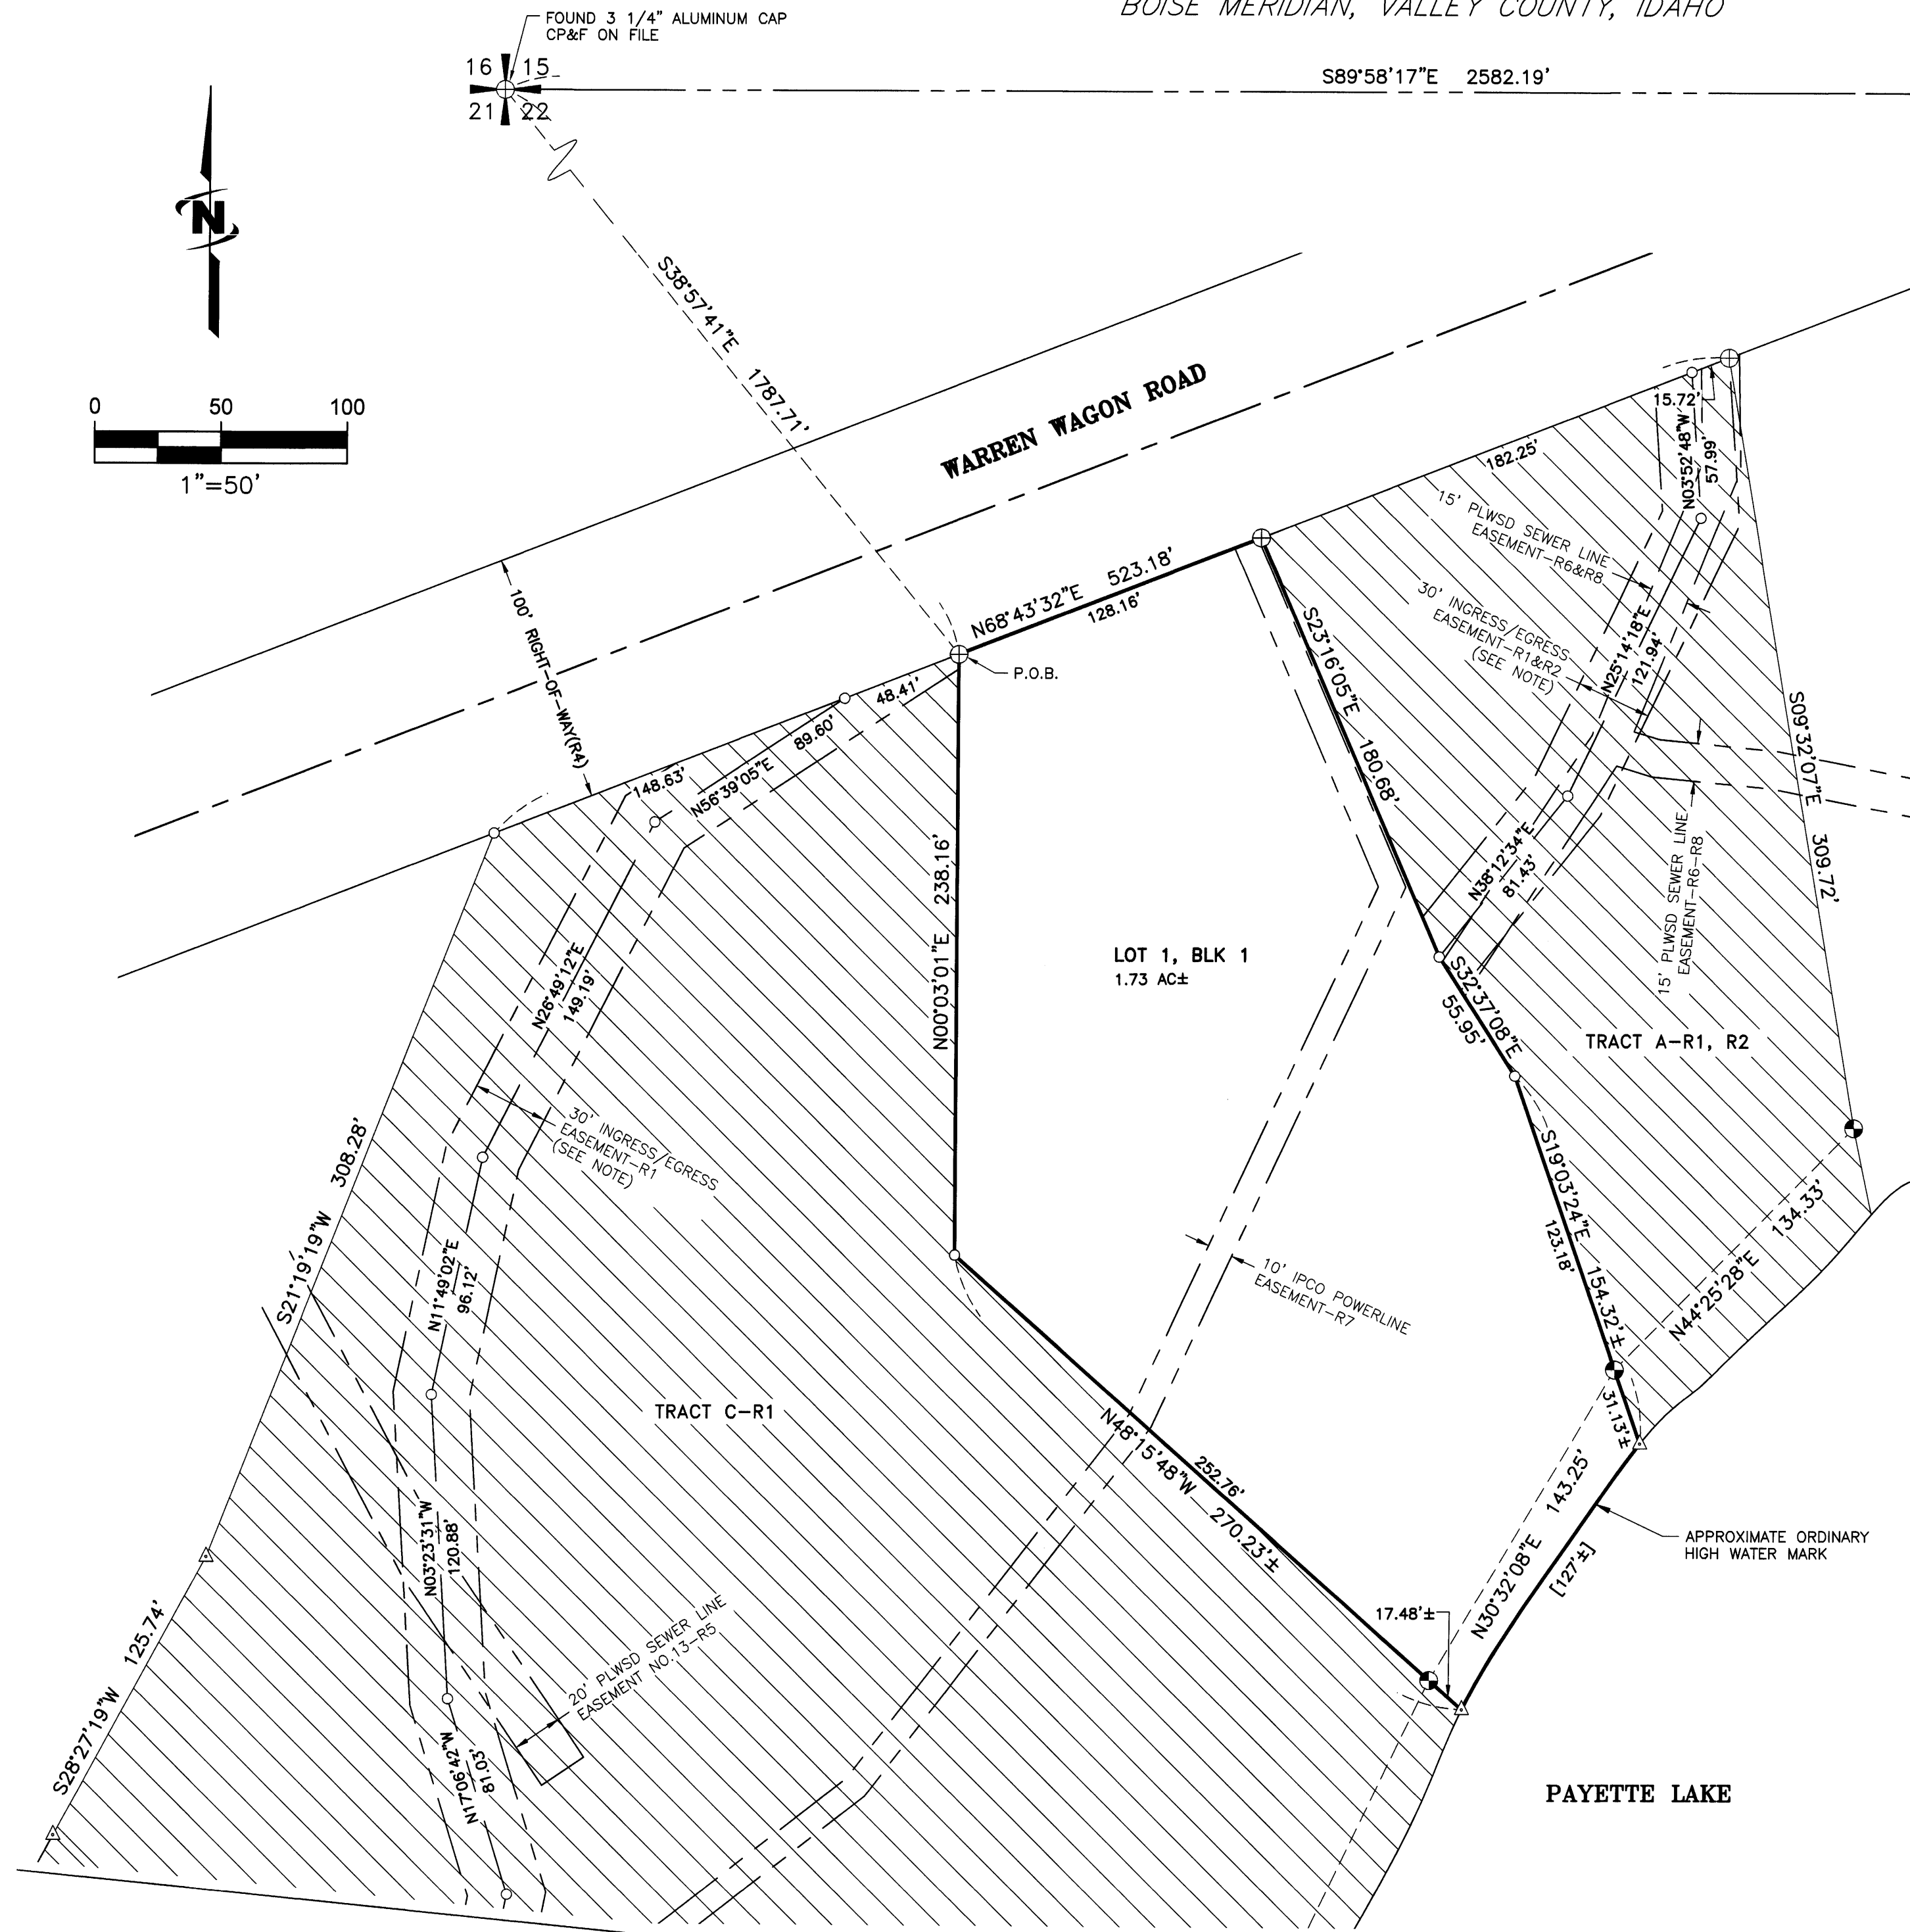 BOISE MERIDIAN, VALLEY COUNTY, IDAHO
FOUND 3 1/4" ALUMINUM CAP
CP&F ON FILE
16 15
21 22
S89°58'17"E 2582.19'
N
0 50 100
1"=50'
S38°57'41"E 1787.71'
WARREN WAGON ROAD
100' RIGHT-OF-WAY(R4)
N68°43'32"E 523.18'
128.16'
P.O.B.
182.25'
15.72'
N03°52'48"W
57.99'
15' PLWSD SEWER LINE
EASEMENT-R6&R8
30' INGRESS/EGRESS
EASEMENT-R1&R2
(SEE NOTE)
N25°14'18"E
121.94'
S23°16'05"E 180.68'
S09°32'07"E 309.72'
48.41'
89.60'
148.63'
N56°39'05"E
N38°12'34"E
81.43'
15' PLWSD SEWER LINE
EASEMENT-R6-R8
N00°03'01"E 238.16'
LOT 1, BLK 1
1.73 AC±
S32°37'08"E
55.95'
TRACT A-R1, R2
N26°49'12"E
149.19'
30' INGRESS/EGRESS
EASEMENT-R1
(SEE NOTE)
S21°19'19"W 308.28'
N11°49'02"E
96.12'
10' IPCO POWERLINE
EASEMENT-R7
S19°03'24"E 154.32'±
123.18'
31.13'±
N44°25'28"E 134.33'
TRACT C-R1
N48°15'48"W 270.23'±
252.76'
N03°23'31"W
120.88'
N30°32'08"E 143.25'
[127'±]
APPROXIMATE ORDINARY
HIGH WATER MARK
17.48'±
20' PLWSD SEWER LINE
EASEMENT NO.13-R5
S28°27'19"W 125.74'
N17°06'42"W
81.03'
PAYETTE LAKE